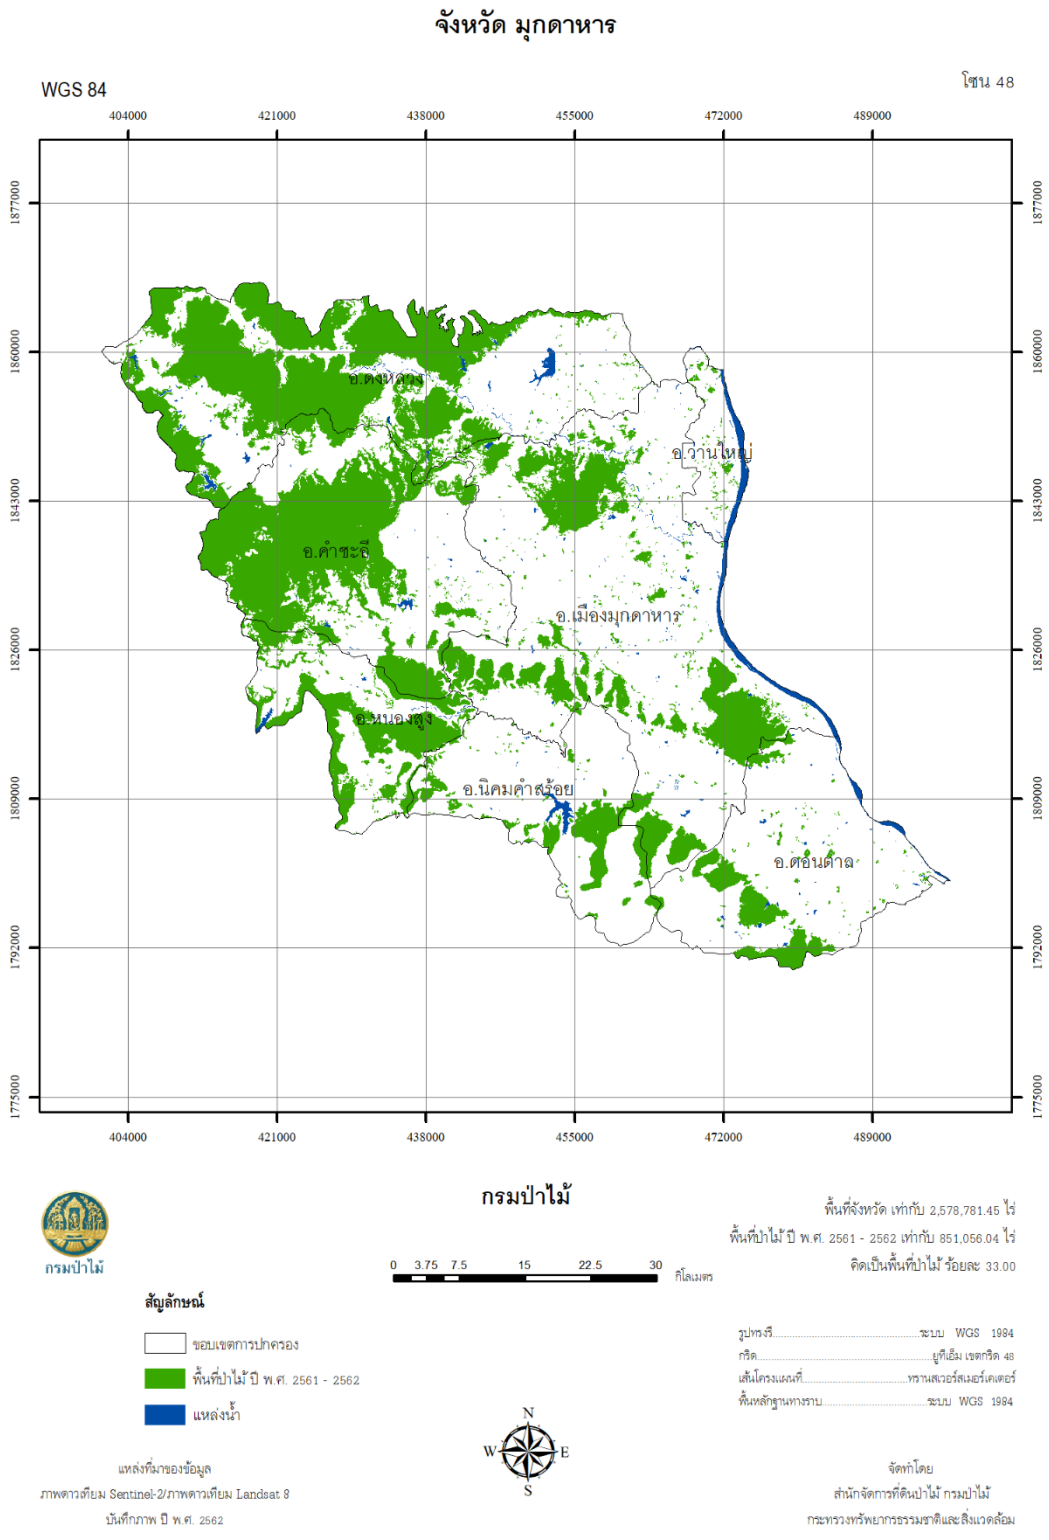 จังหวัด มุกดาหาร
WGS 84
โซน 48
404000 421000 438000 455000 472000 489000
1877000 1877000
1860000 1860000
อ.ดงหลวง
อ.หว้านใหญ่
1843000 1843000
อ.คำชะอี
อ.เมืองมุกดาหาร
1826000 1826000
อ.หนองสูง
อ.นิคมคำสร้อย
1809000 1809000
อ.ดอนตาล
1792000 1792000
1775000 1775000
404000 421000 438000 455000 472000 489000
กรมป่าไม้
กรมป่าไม้
พื้นที่จังหวัด เท่ากับ 2,578,781.45 ไร่
พื้นที่ป่าไม้ ปี พ.ศ. 2561 - 2562 เท่ากับ 851,056.04 ไร่
คิดเป็นพื้นที่ป่าไม้ ร้อยละ 33.00
0 3.75 7.5 15 22.5 30
กิโลเมตร
สัญลักษณ์
ขอบเขตการปกครอง
พื้นที่ป่าไม้ ปี พ.ศ. 2561 - 2562
แหล่งน้ำ
รูปทรงรี..........ระบบ WGS 1984
กริด..........ยูทีเอ็ม เขตกริด 48
เส้นโครงแผนที่..........ทรานสเวอร์สเมอร์เคเตอร์
พื้นหลักฐานทางราบ..........ระบบ WGS 1984
N
W E
S
แหล่งที่มาของข้อมูล
ภาพดาวเทียม Sentinel-2/ภาพดาวเทียม Landsat 8
บันทึกภาพ ปี พ.ศ. 2562
จัดทำโดย
สำนักจัดการที่ดินป่าไม้ กรมป่าไม้
กระทรวงทรัพยากรธรรมชาติและสิ่งแวดล้อม